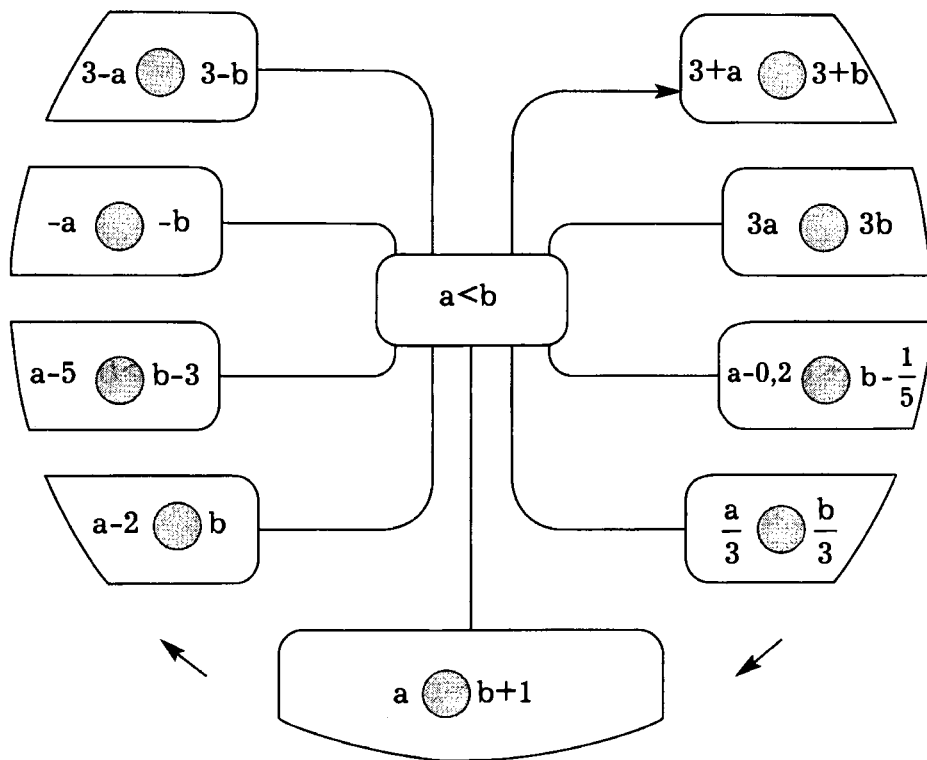 3-a 3-b
3+a 3+b
-a -b
3a 3b
a<b
a-5 b-3
a-0,2 b-1/5
a-2 b
a/3 b/3
a b+1